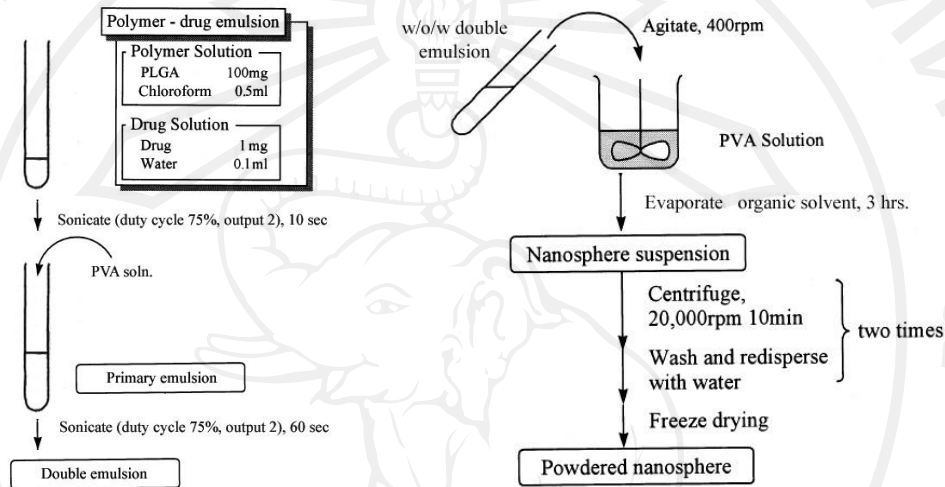 Polymer - drug emulsion
Polymer Solution
PLGA 100mg
Chloroform 0.5ml
Drug Solution
Drug 1mg
Water 0.1ml
Sonicate (duty cycle 75%, output 2), 10 sec
PVA soln.
Primary emulsion
Sonicate (duty cycle 75%, output 2), 60 sec
Double emulsion
w/o/w double
emulsion
Agitate, 400rpm
PVA Solution
Evaporate organic solvent, 3 hrs.
Nanosphere suspension
Centrifuge,
20,000rpm 10min
two times
Wash and redisperse
with water
Freeze drying
Powdered nanosphere